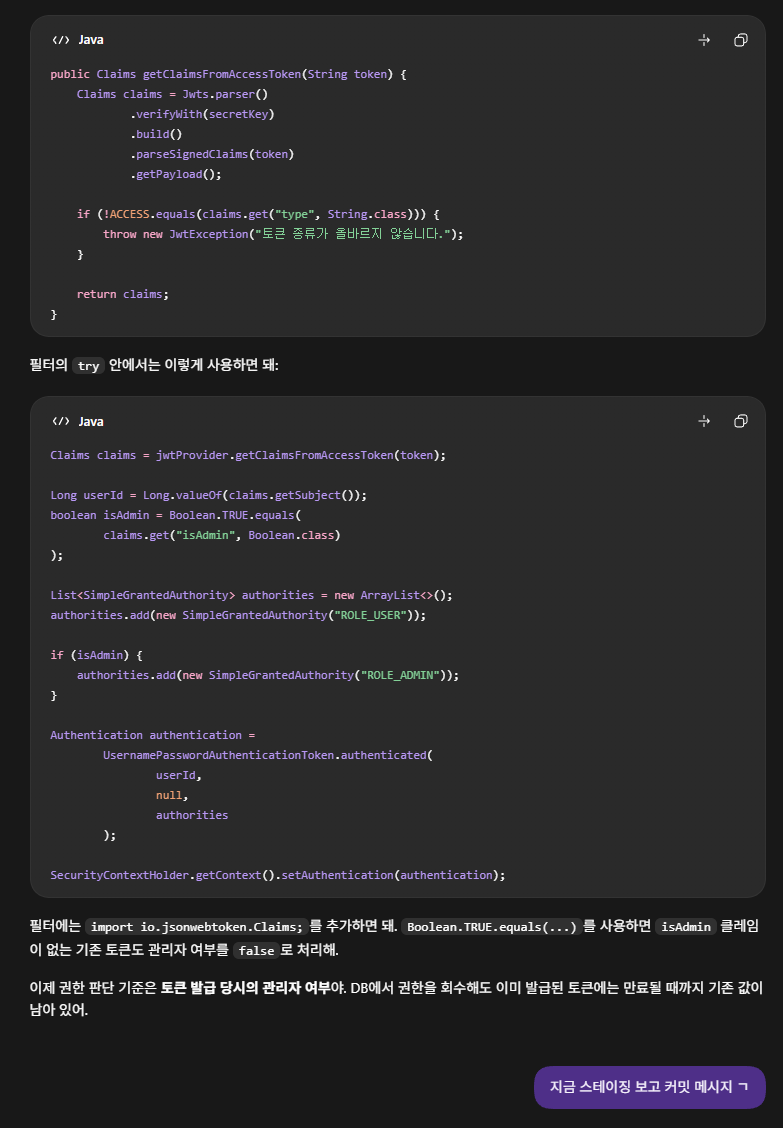 </> Java
public Claims getClaimsFromAccessToken(String token) {
    Claims claims = Jwts.parser()
            .verifyWith(secretKey)
            .build()
            .parseSignedClaims(token)
            .getPayload();

    if (!ACCESS.equals(claims.get("type", String.class))) {
        throw new JwtException("토큰 종류가 올바르지 않습니다.");
    }

    return claims;
}
필터의 try 안에서는 이렇게 사용하면 돼:
</> Java
Claims claims = jwtProvider.getClaimsFromAccessToken(token);

Long userId = Long.valueOf(claims.getSubject());
boolean isAdmin = Boolean.TRUE.equals(
        claims.get("isAdmin", Boolean.class)
);

List<SimpleGrantedAuthority> authorities = new ArrayList<>();
authorities.add(new SimpleGrantedAuthority("ROLE_USER"));

if (isAdmin) {
    authorities.add(new SimpleGrantedAuthority("ROLE_ADMIN"));
}

Authentication authentication =
        UsernamePasswordAuthenticationToken.authenticated(
                userId,
                null,
                authorities
        );

SecurityContextHolder.getContext().setAuthentication(authentication);
필터에는 import io.jsonwebtoken.Claims; 를 추가하면 돼. Boolean.TRUE.equals(...) 를 사용하면 isAdmin 클레임
이 없는 기존 토큰도 관리자 여부를 false 로 처리해.
이제 권한 판단 기준은 토큰 발급 당시의 관리자 여부야. DB에서 권한을 회수해도 이미 발급된 토큰에는 만료될 때까지 기존 값이
남아 있어.
지금 스테이징 보고 커밋 메시지 ㄱ